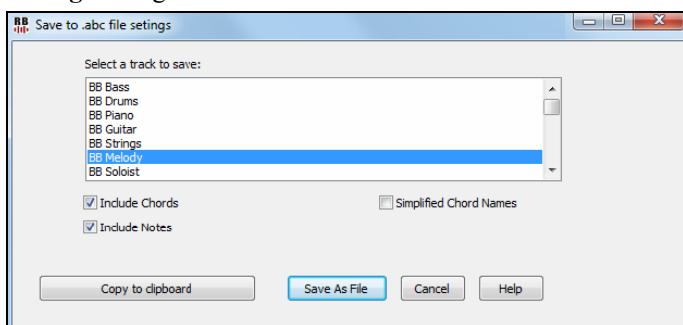 RB
Save to .abc file setings
Select a track to save:
BB Bass
BB Drums
BB Piano
BB Guitar
BB Strings
BB Melody
BB Soloist
Include Chords
Simplified Chord Names
Include Notes
Copy to clipboard
Save As File
Cancel
Help